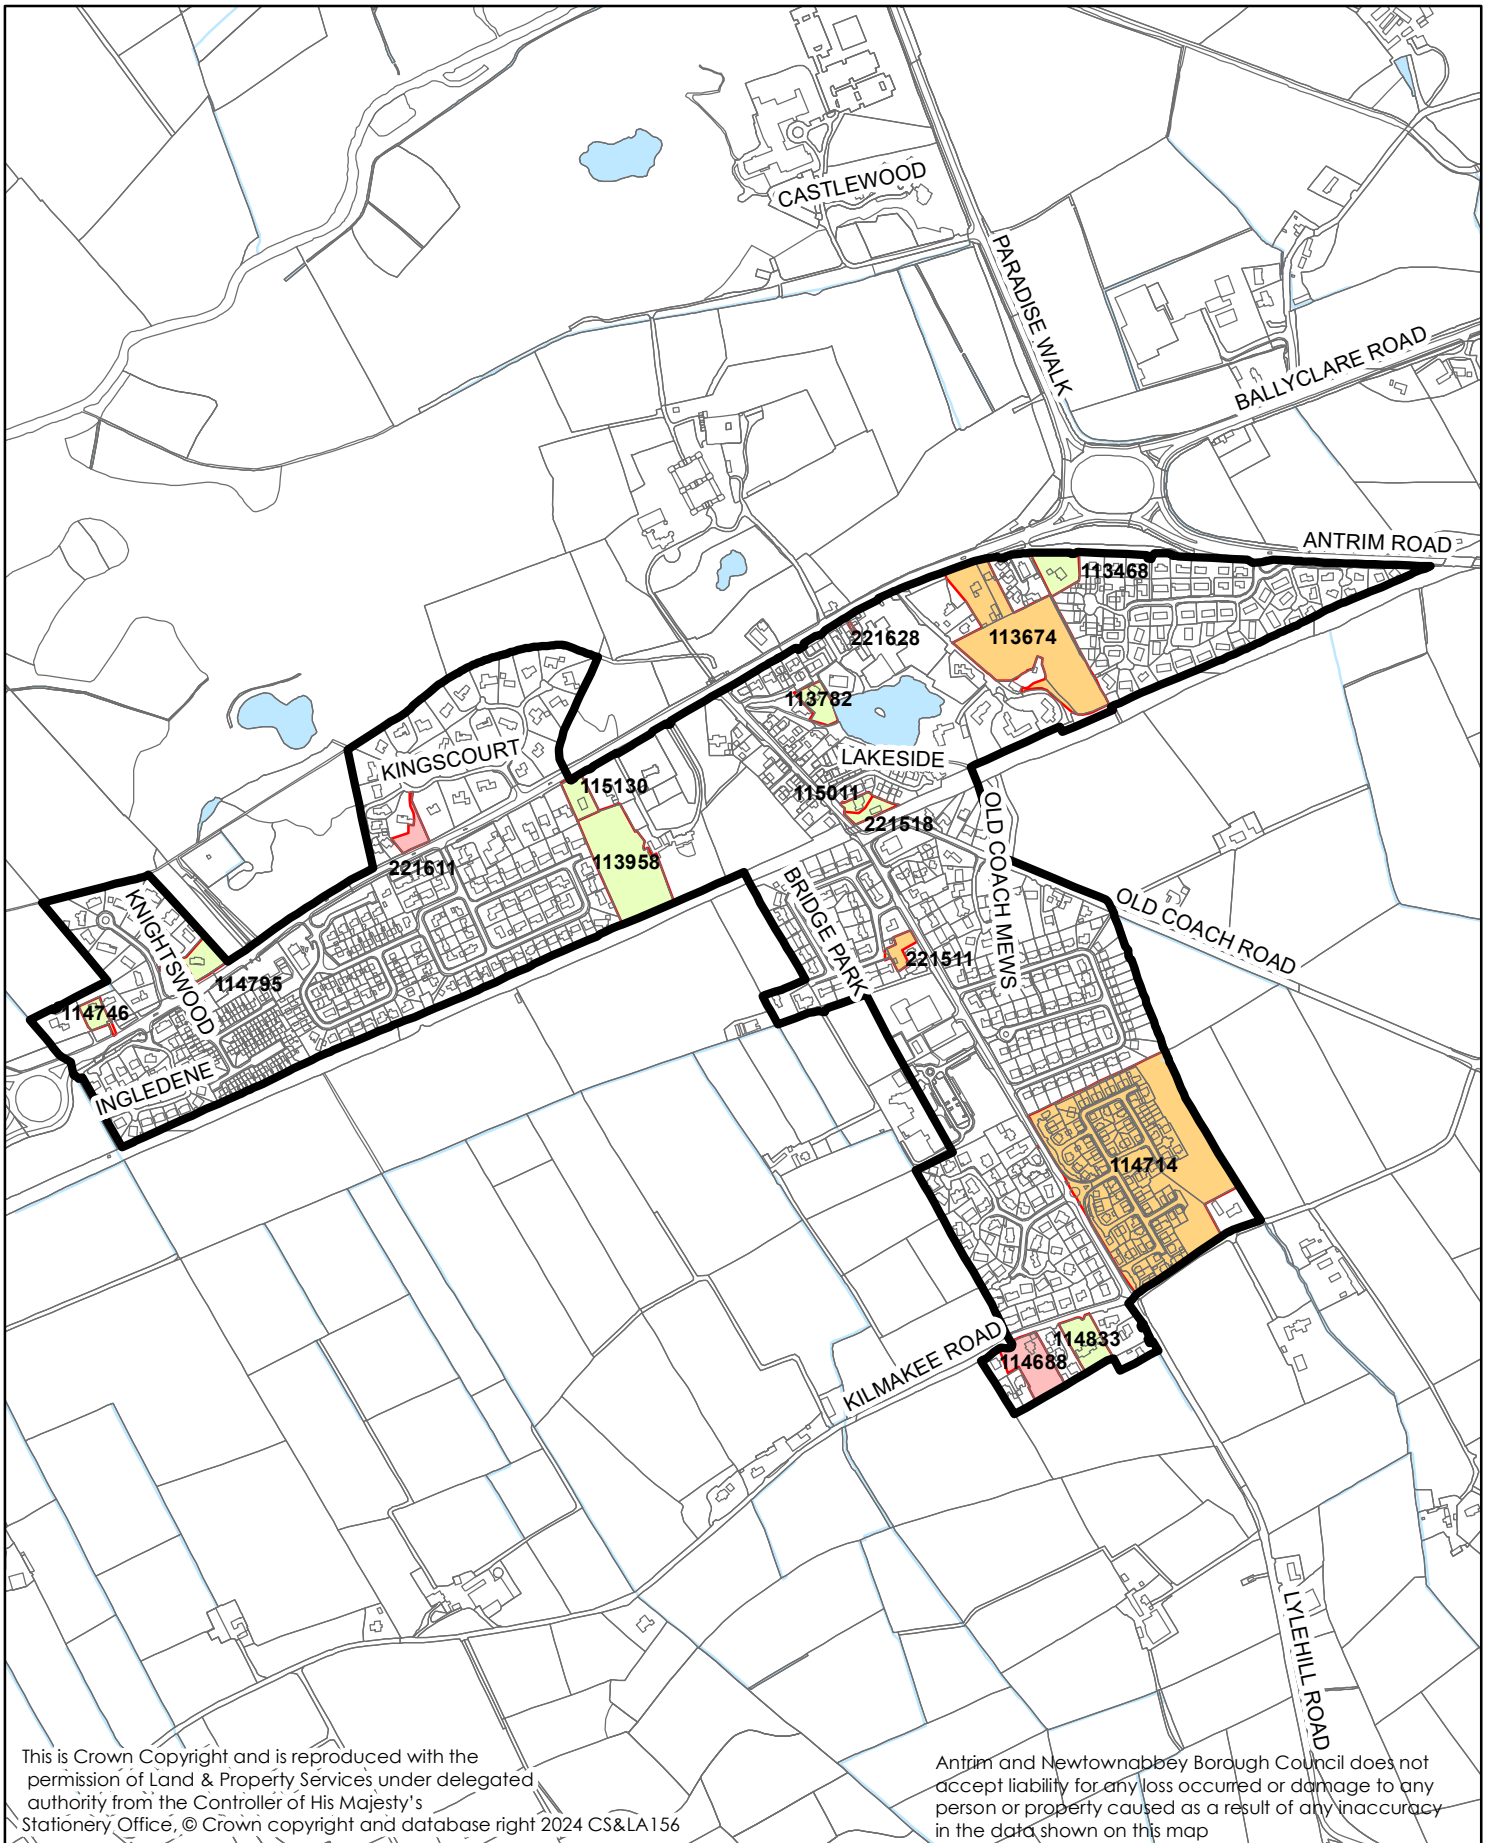 CASTLEWOOD
PARADISE WALK
BALLYCLARE ROAD
ANTRIM ROAD
113468
221628
113674
113782
KINGSCOURT
LAKESIDE
115130
115011
221518
OLD COACH MEWS
221611
113958
BRIDGE PARK
KNIGHTSWOOD
OLD COACH ROAD
221511
114795
114746
INGLEDENE
114714
KILMAKEE ROAD
114833
114688
LYLEHILL ROAD
This is Crown Copyright and is reproduced with the
permission of Land & Property Services under delegated
authority from the Controller of His Majesty's
Stationery Office, © Crown copyright and database right 2024 CS&LA156
Antrim and Newtownabbey Borough Council does not
accept liability for any loss occurred or damage to any
person or property caused as a result of any inaccuracy
in the data shown on this map